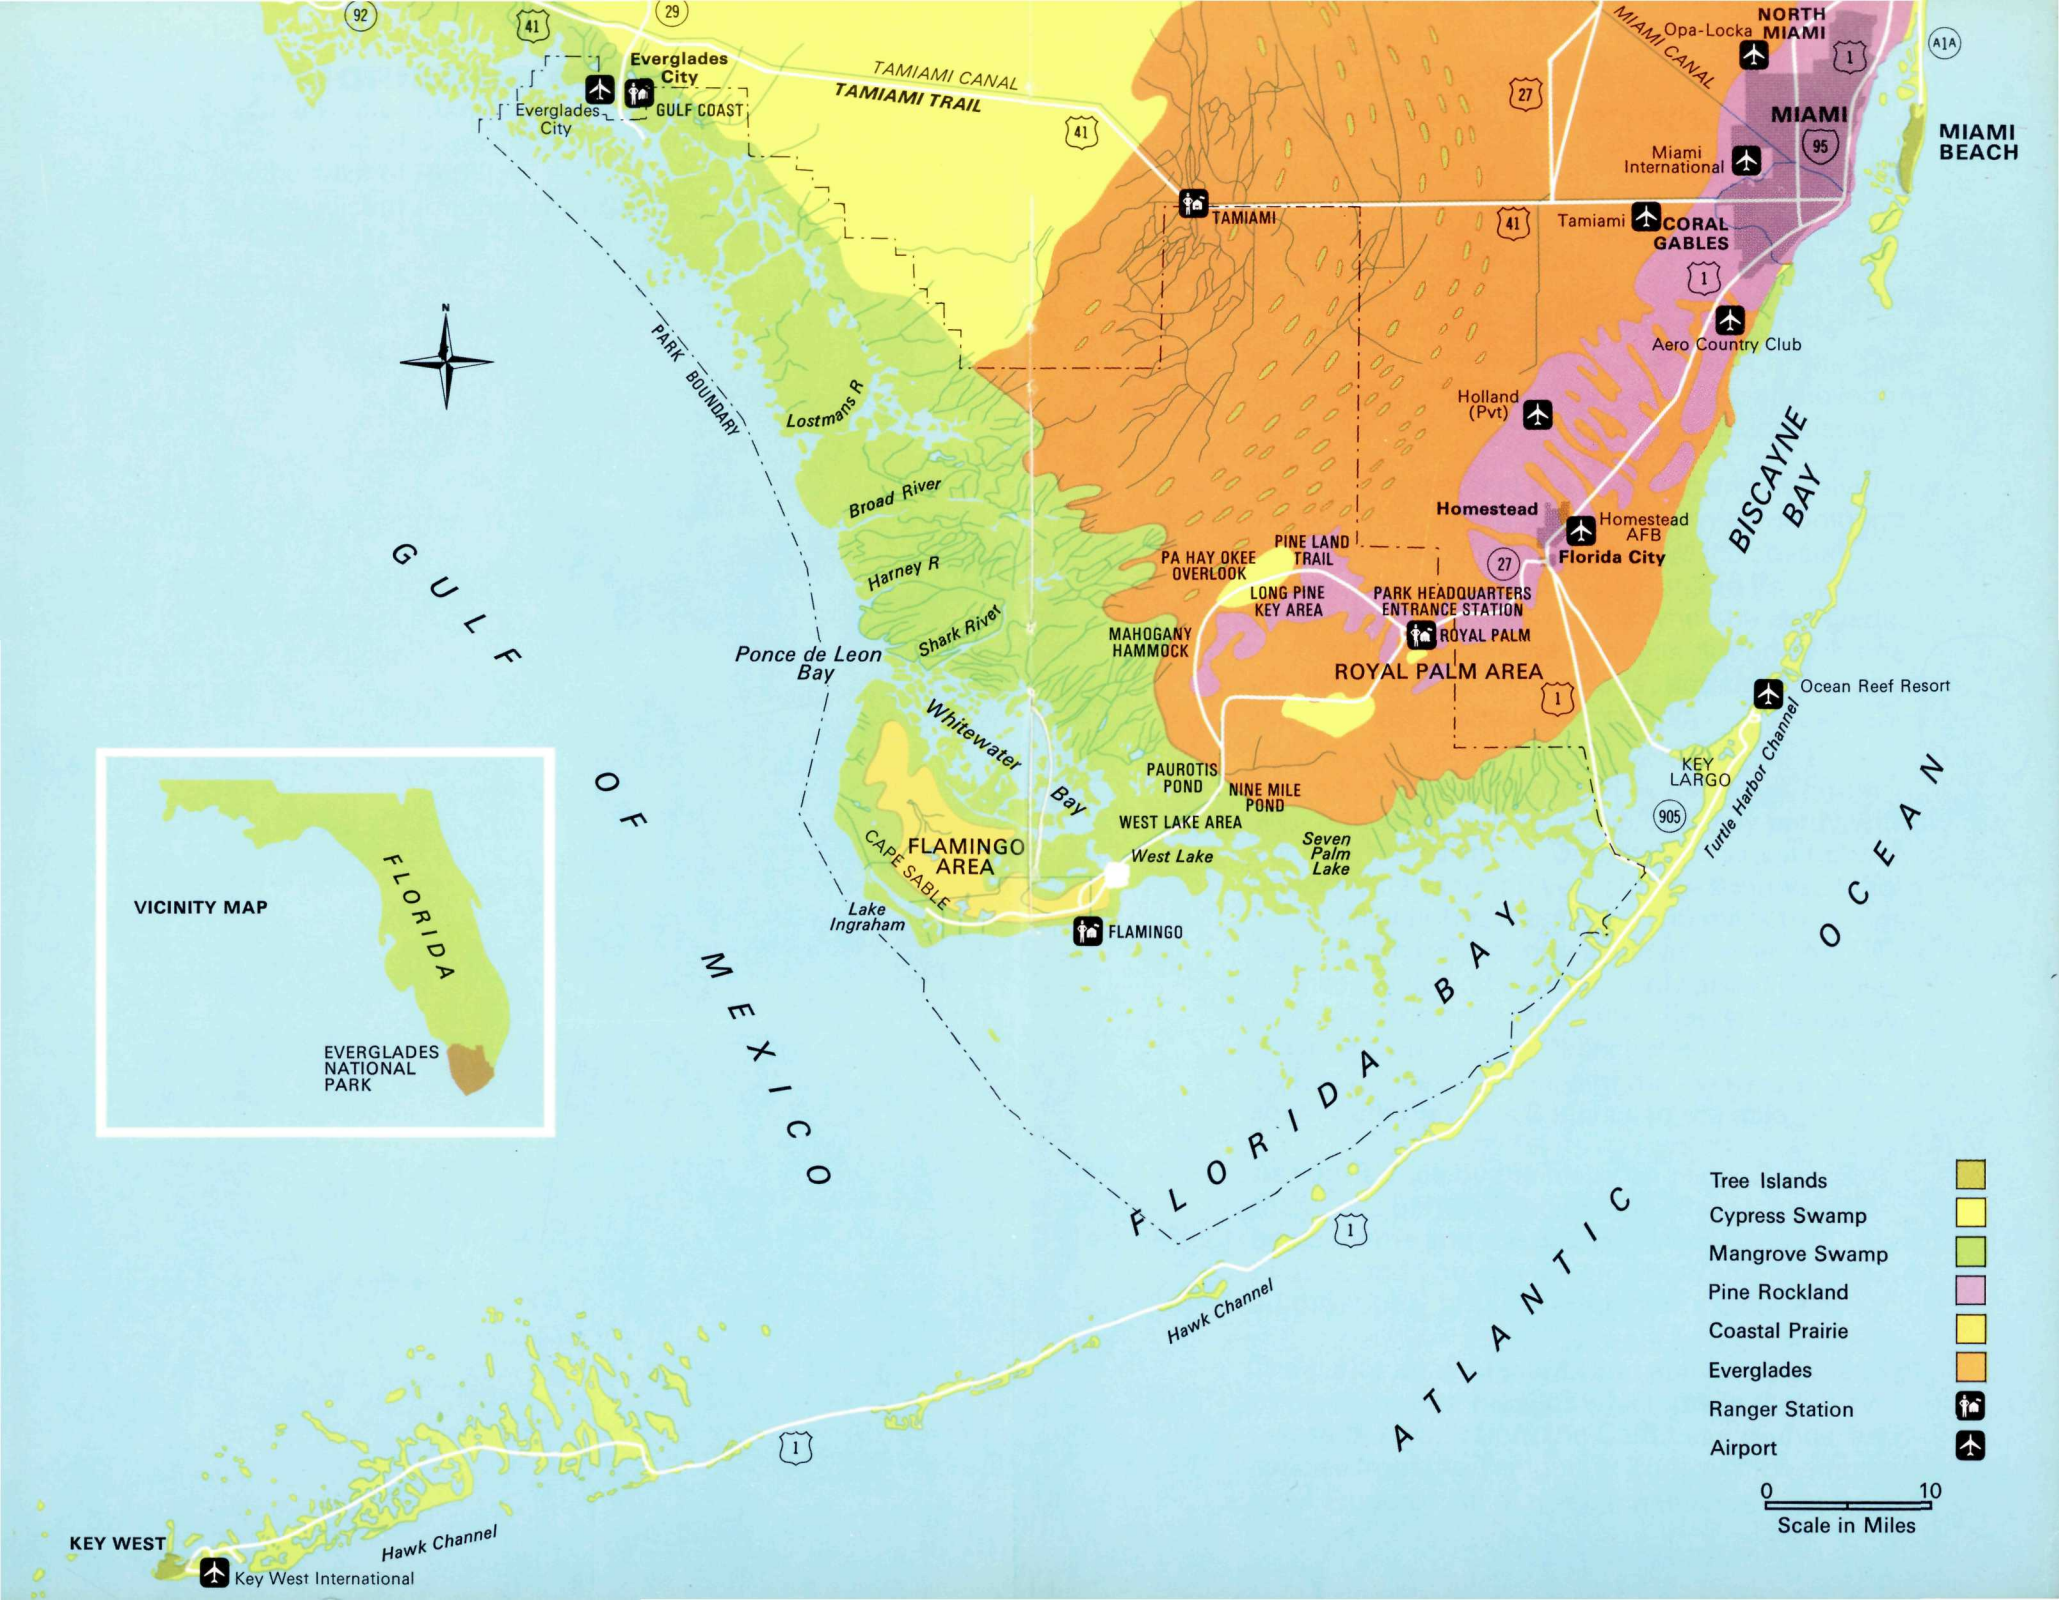 92
41
29
Everglades
City
Everglades
City
GULF COAST
TAMIAMI CANAL
TAMIAMI TRAIL
41
27
MIAMI CANAL
Opa-Locka
NORTH
MIAMI
1
A1A
MIAMI
95
MIAMI
BEACH
Miami
International
TAMIAMI
41
Tamiami
CORAL
GABLES
1
Aero Country Club
N
PARK BOUNDARY
Lostmans R
Holland
(Pvt)
BISCAYNE
BAY
Broad River
Homestead
Homestead
AFB
Florida City
27
PINE LAND
TRAIL
PA HAY OKEE
OVERLOOK
LONG PINE
KEY AREA
PARK HEADQUARTERS
ENTRANCE STATION
ROYAL PALM
ROYAL PALM AREA
Harney R
Shark River
MAHOGANY
HAMMOCK
Ponce de Leon
Bay
1
Ocean Reef Resort
Whitewater
Bay
PAUROTIS
POND
NINE MILE
POND
KEY
LARGO
Turtle Harbor Channel
905
WEST LAKE AREA
West Lake
Seven
Palm
Lake
FLAMINGO
AREA
CAPE SABLE
Lake
Ingraham
FLAMINGO
GULF OF MEXICO
FLORIDA BAY
ATLANTIC OCEAN
VICINITY MAP
FLORIDA
EVERGLADES
NATIONAL
PARK
1
Hawk Channel
1
KEY WEST
Hawk Channel
Key West International
Tree Islands
Cypress Swamp
Mangrove Swamp
Pine Rockland
Coastal Prairie
Everglades
Ranger Station
Airport
0 10
Scale in Miles